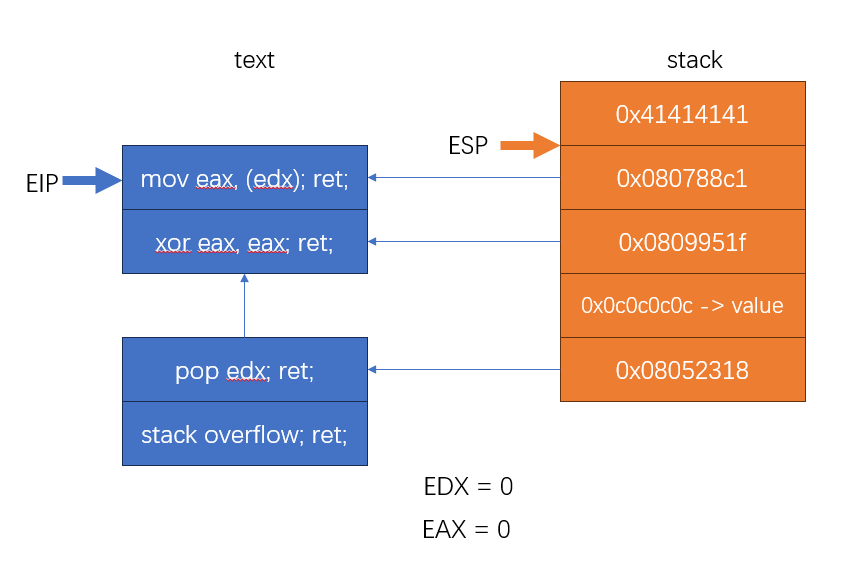 text
stack
0x41414141
ESP
EIP
mov eax, (edx); ret;
0x080788c1
xor eax, eax; ret;
0x0809951f
0x0c0c0c0c -> value
pop edx; ret;
0x08052318
stack overflow; ret;
EDX = 0
EAX = 0